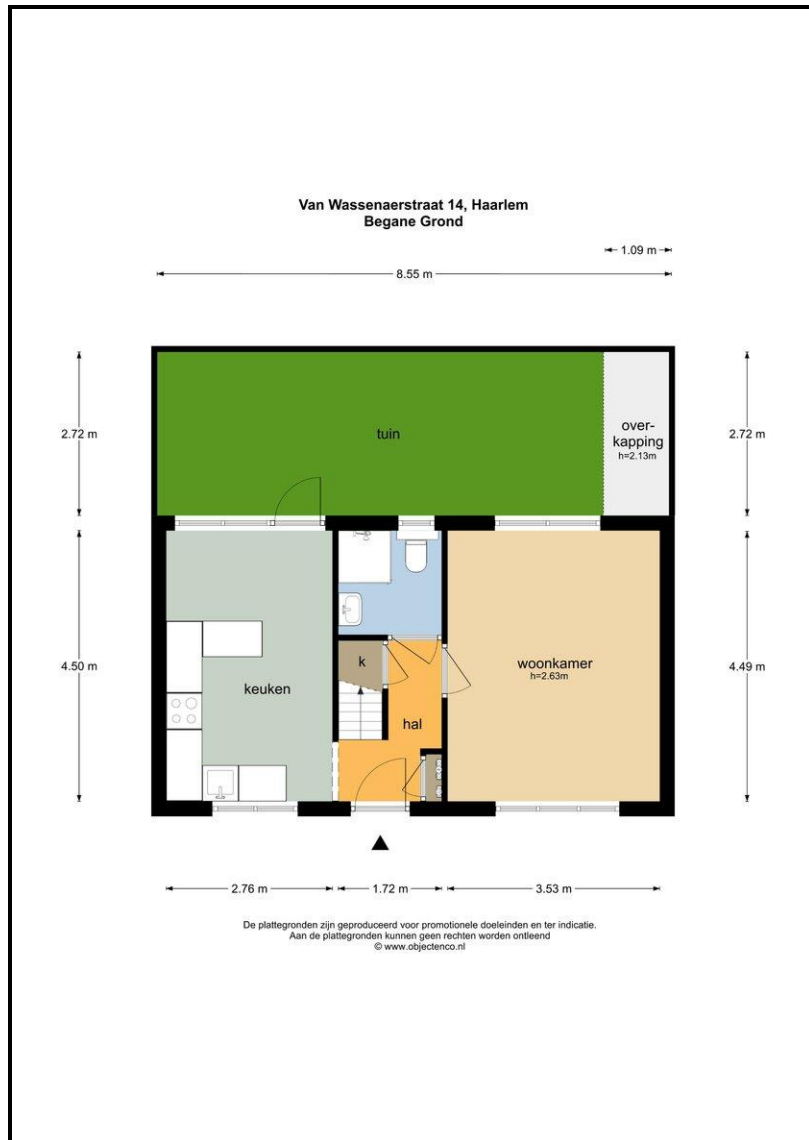 Van Wassenaerstraat 14, Haarlem
Begane Grond
1.09 m
8.55 m
2.72 m
tuin
over-
kapping
h=2.13m
2.72 m
4.50 m
keuken
k
hal
woonkamer
h=2.63m
4.49 m
2.76 m
1.72 m
3.53 m
De plattegronden zijn geproduceerd voor promotionele doeleinden en ter indicatie.
Aan de plattegronden kunnen geen rechten worden ontleend
© www.objectenco.nl